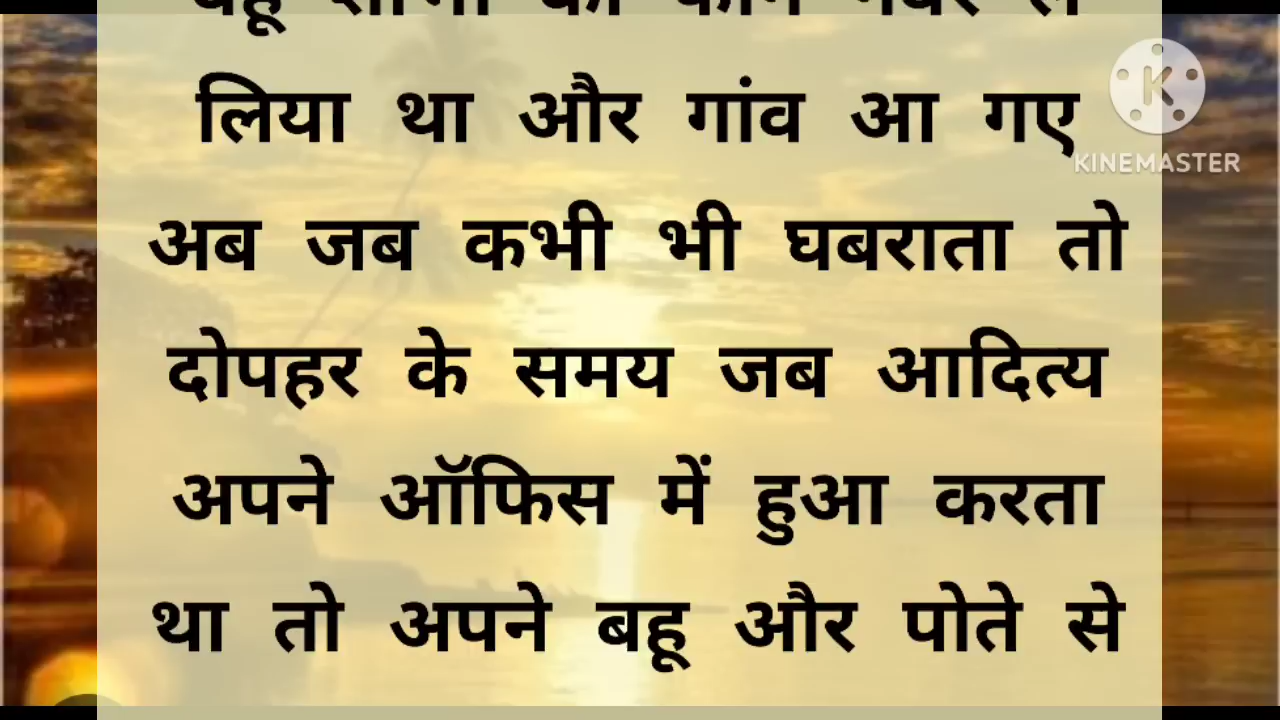 लिया था और गांव आ गए
KINEMASTER
अब जब कभी भी घबराता तो
दोपहर के समय जब आदित्य
अपने ऑफिस में हुआ करता
था तो अपने बहू और पोते से